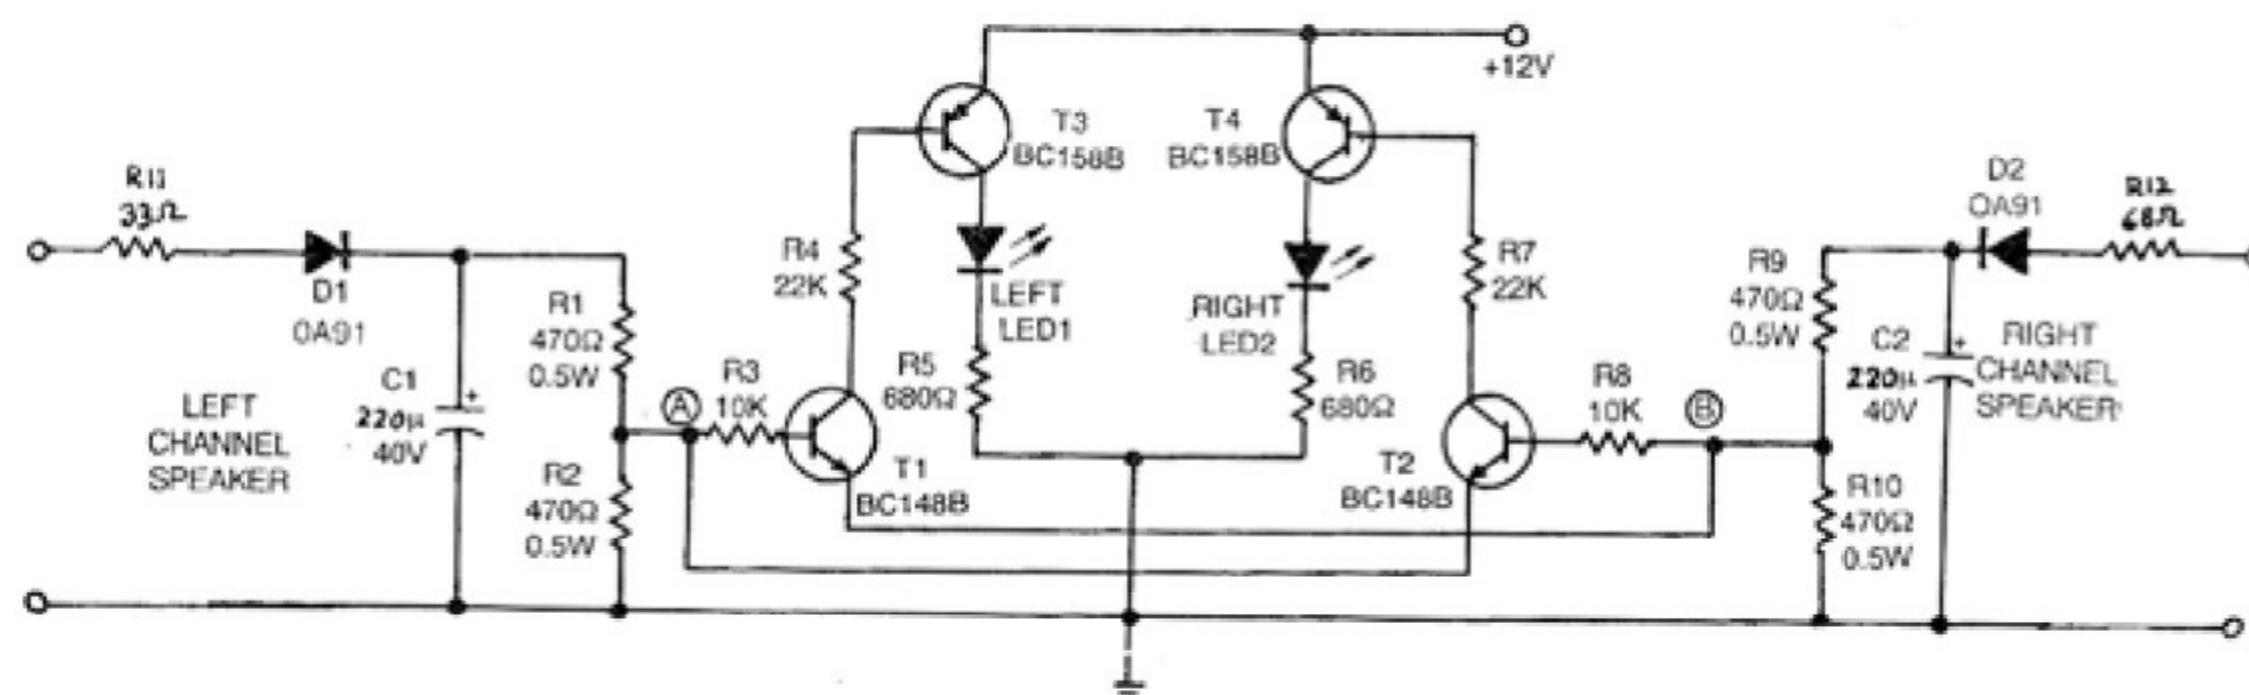 +12V
T3
BC158B
T4
BC158B
R11
33Ω
D1
OA91
R4
22K
LEFT
LED1
RIGHT
LED2
R7
22K
D2
OA91
R12
68Ω
R1
470Ω
0.5W
R9
470Ω
0.5W
C1
220µ
40V
LEFT
CHANNEL
SPEAKER
A
R3
10K
R5
680Ω
R6
680Ω
R8
10K
B
C2
220µ
40V
+
+
RIGHT
CHANNEL
SPEAKER
R2
470Ω
0.5W
T1
BC148B
T2
BC148B
R10
470Ω
0.5W